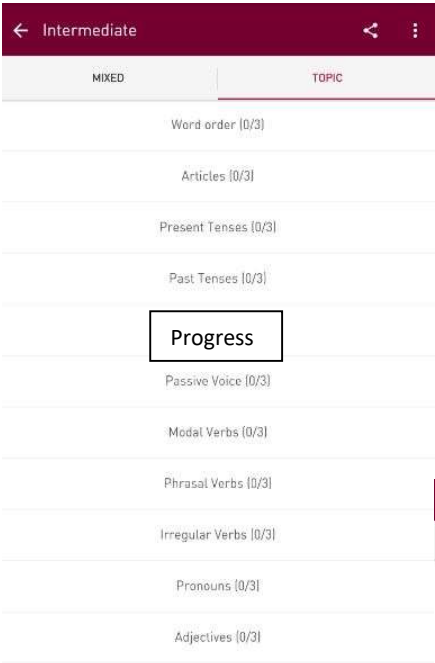 Intermediate
MIXED TOPIC
Word order (0/3)
Articles (0/3)
Present Tenses (0/3)
Past Tenses (0/3)
Progress
Passive Voice (0/3)
Modal Verbs (0/3)
Phrasal Verbs (0/3)
Irregular Verbs (0/3)
Pronouns (0/3)
Adjectives (0/3)